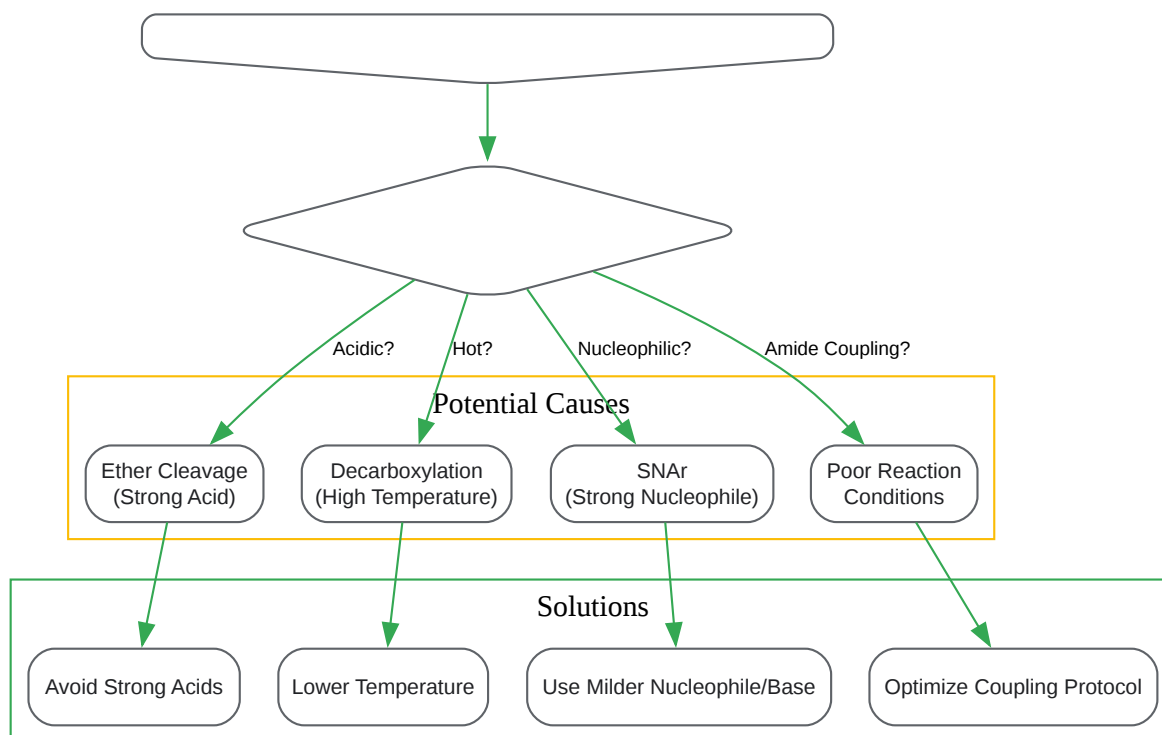 Acidic?
Hot?
Nucleophilic?
Amide Coupling?
Potential Causes
Ether Cleavage
(Strong Acid)
Decarboxylation
(High Temperature)
SNAr
(Strong Nucleophile)
Poor Reaction
Conditions
Solutions
Avoid Strong Acids
Lower Temperature
Use Milder Nucleophile/Base
Optimize Coupling Protocol